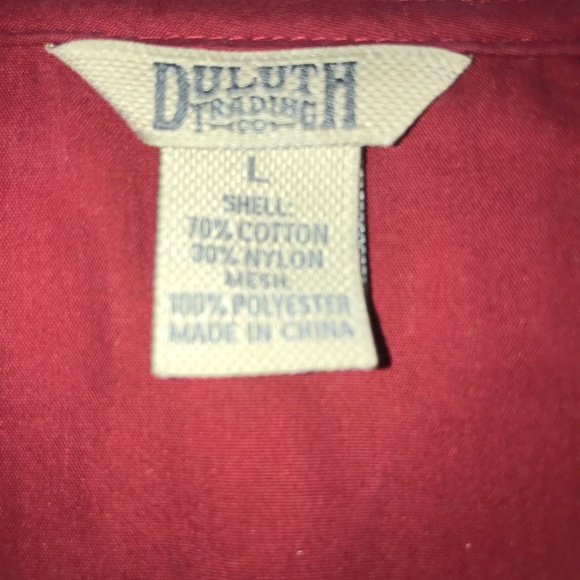 DULUTH
TRADING
CO
L
SHELL:
70% COTTON
30% NYLON
MESH:
100% POLYESTER
MADE IN CHINA